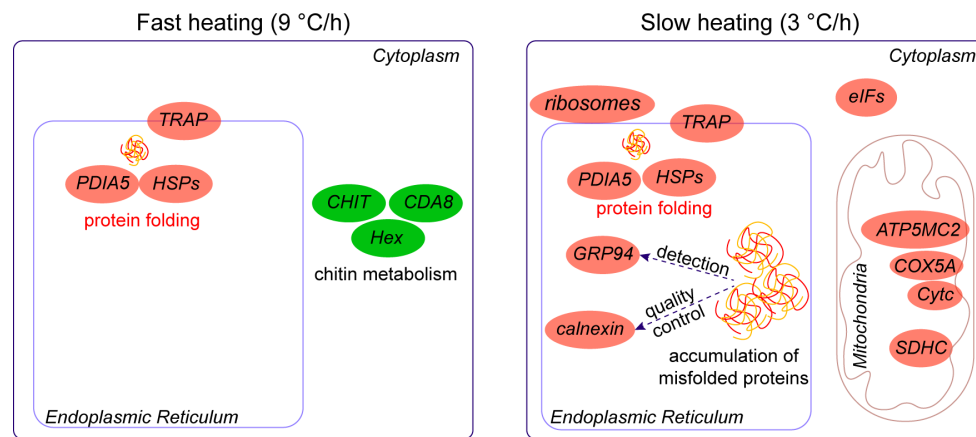 Fast heating (9 °C/h)
Cytoplasm
TRAP
PDIA5
HSPs
protein folding
CHIT
CDA8
Hex
chitin metabolism
Endoplasmic Reticulum
Slow heating (3 °C/h)
Cytoplasm
ribosomes
TRAP
eIFs
PDIA5
HSPs
protein folding
GRP94
detection
quality
control
calnexin
accumulation of
misfolded proteins
Endoplasmic Reticulum
Mitochondria
ATP5MC2
COX5A
Cytc
SDHC